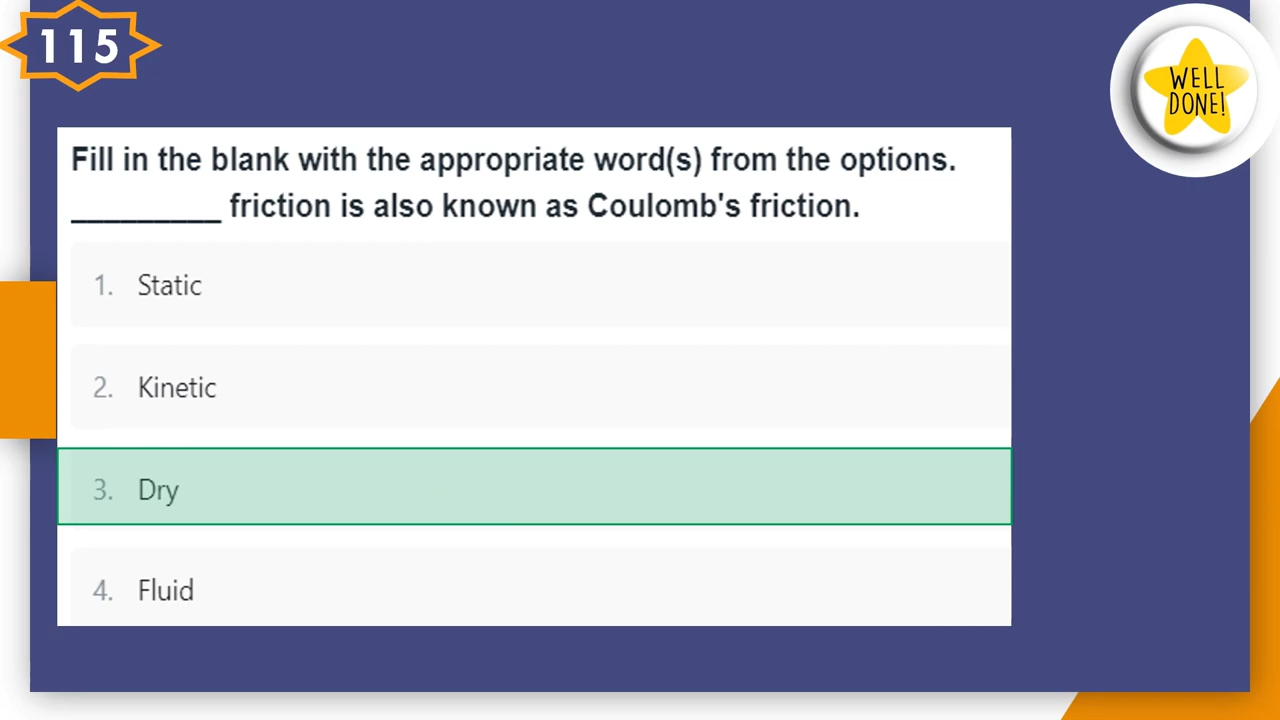 115
WELL
DONE!
Fill in the blank with the appropriate word(s) from the options.
_________ friction is also known as Coulomb's friction.
1. Static
2. Kinetic
3. Dry
4. Fluid